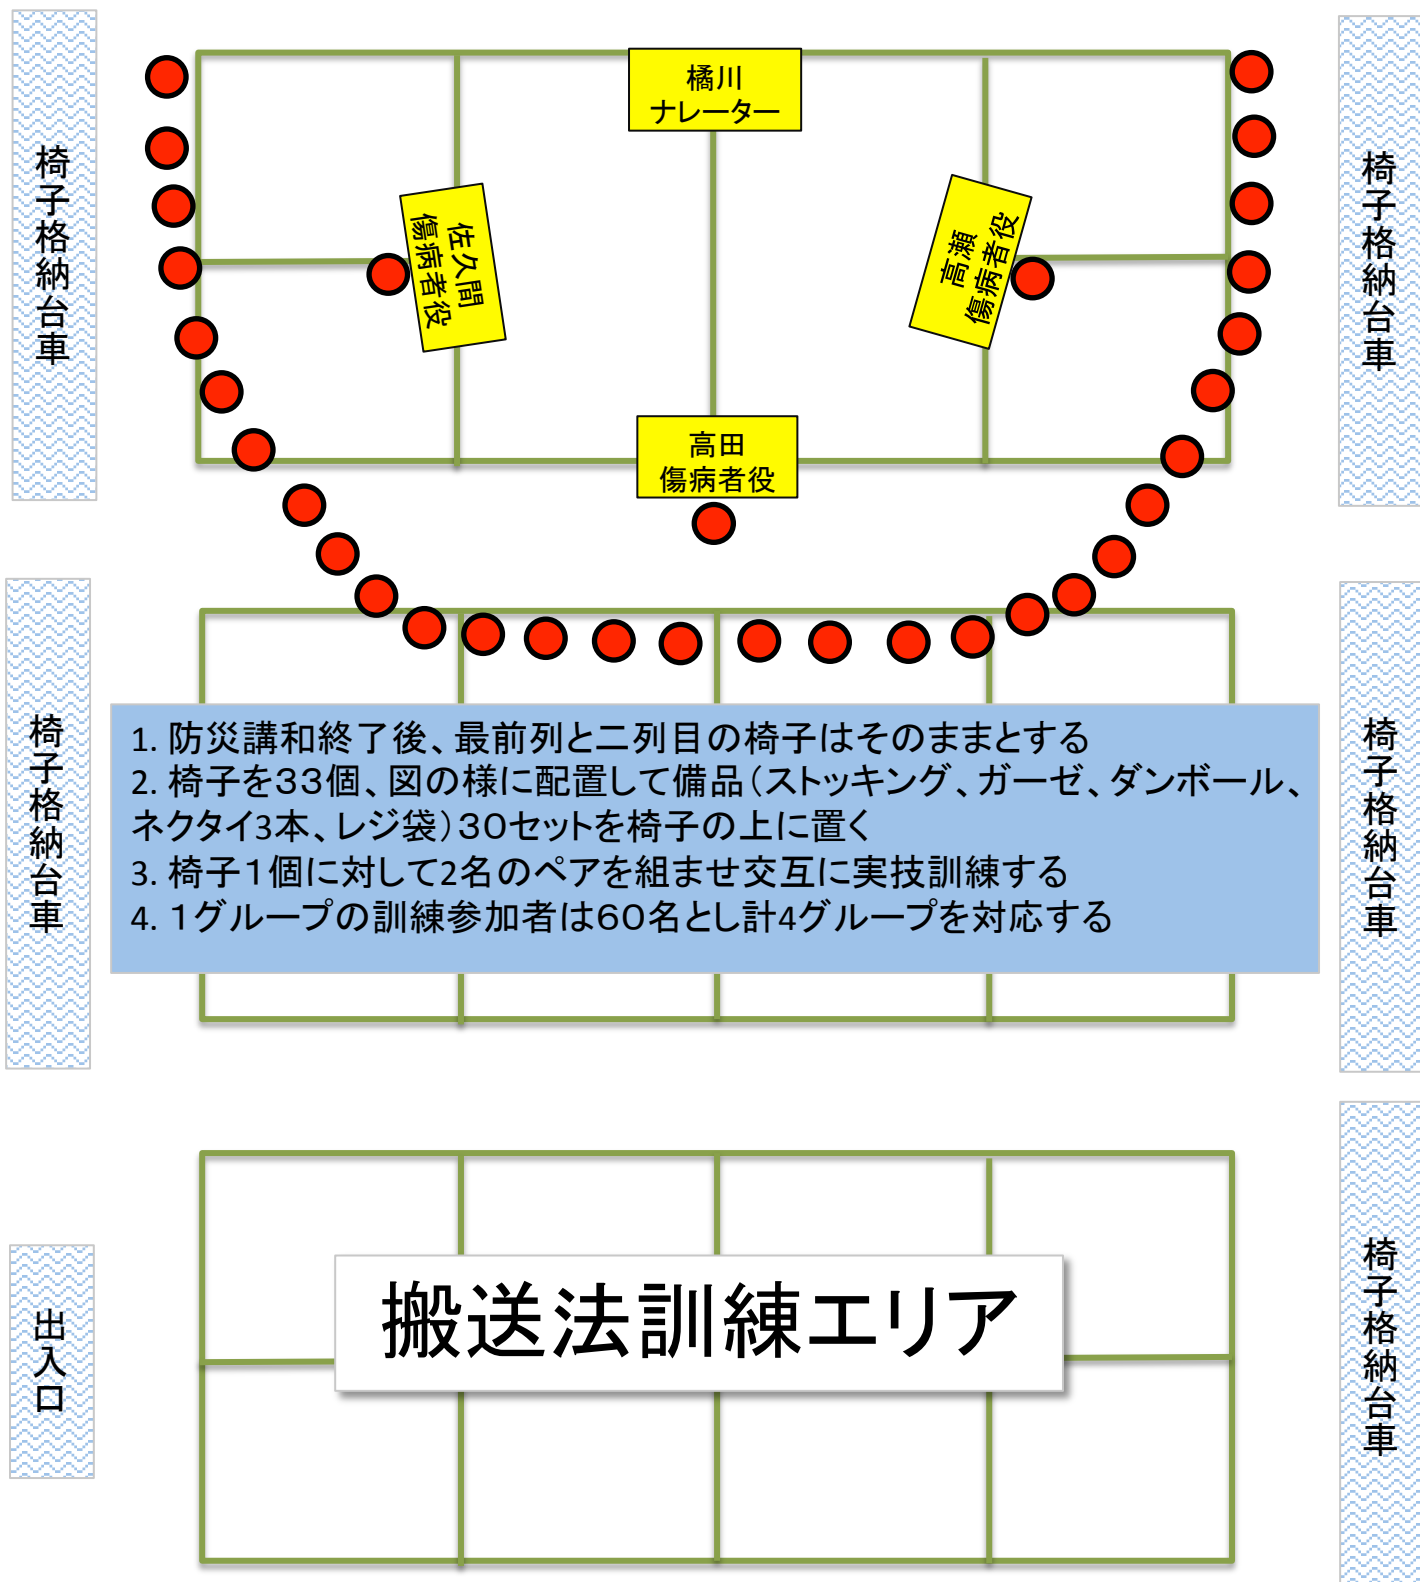 椅子格納台車
椅子格納台車
橘川
ナレーター
佐久間
傷病者役
高瀬
傷病者役
高田
傷病者役
椅子格納台車
椅子格納台車
1. 防災講和終了後、最前列と二列目の椅子はそのままとする
2. 椅子を33個、図の様に配置して備品(ストッキング、ガーゼ、ダンボール、
ネクタイ3本、レジ袋)30セットを椅子の上に置く
3. 椅子1個に対して2名のペアを組ませ交互に実技訓練する
4. 1グループの訓練参加者は60名とし計4グループを対応する
出入口
搬送法訓練エリア
椅子格納台車